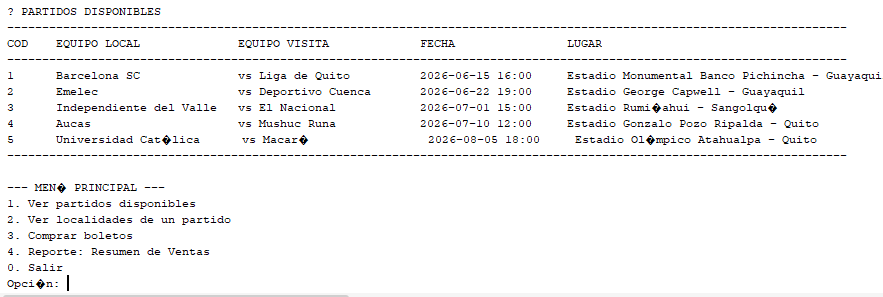 ? PARTIDOS DISPONIBLES
------------------------------------------------------------------------------------------------------------------------
COD    EQUIPO LOCAL              EQUIPO VISITA             FECHA                LUGAR
------------------------------------------------------------------------------------------------------------------------
1      Barcelona SC              vs Liga de Quito          2026-06-15 16:00     Estadio Monumental Banco Pichincha - Guayaqui
2      Emelec                    vs Deportivo Cuenca       2026-06-22 19:00     Estadio George Capwell - Guayaquil
3      Independiente del Valle   vs El Nacional            2026-07-01 15:00     Estadio Rumi�ahui - Sangolqu�
4      Aucas                     vs Mushuc Runa            2026-07-10 12:00     Estadio Gonzalo Pozo Ripalda - Quito
5      Universidad Cat�lica      vs Macar�                 2026-08-05 18:00     Estadio Ol�mpico Atahualpa - Quito
------------------------------------------------------------------------------------------------------------------------
--- MEN� PRINCIPAL ---
1. Ver partidos disponibles
2. Ver localidades de un partido
3. Comprar boletos
4. Reporte: Resumen de Ventas
0. Salir
Opci�n: